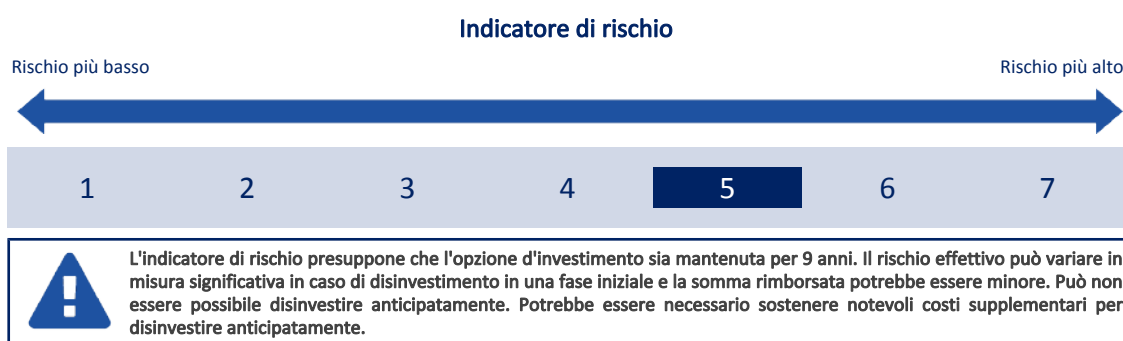 Indicatore di rischio
Rischio più basso
Rischio più alto
1 2 3 4 5 6 7
L'indicatore di rischio presuppone che l'opzione d'investimento sia mantenuta per 9 anni. Il rischio effettivo può variare in
misura significativa in caso di disinvestimento in una fase iniziale e la somma rimborsata potrebbe essere minore. Può non
essere possibile disinvestire anticipatamente. Potrebbe essere necessario sostenere notevoli costi supplementari per
disinvestire anticipatamente.